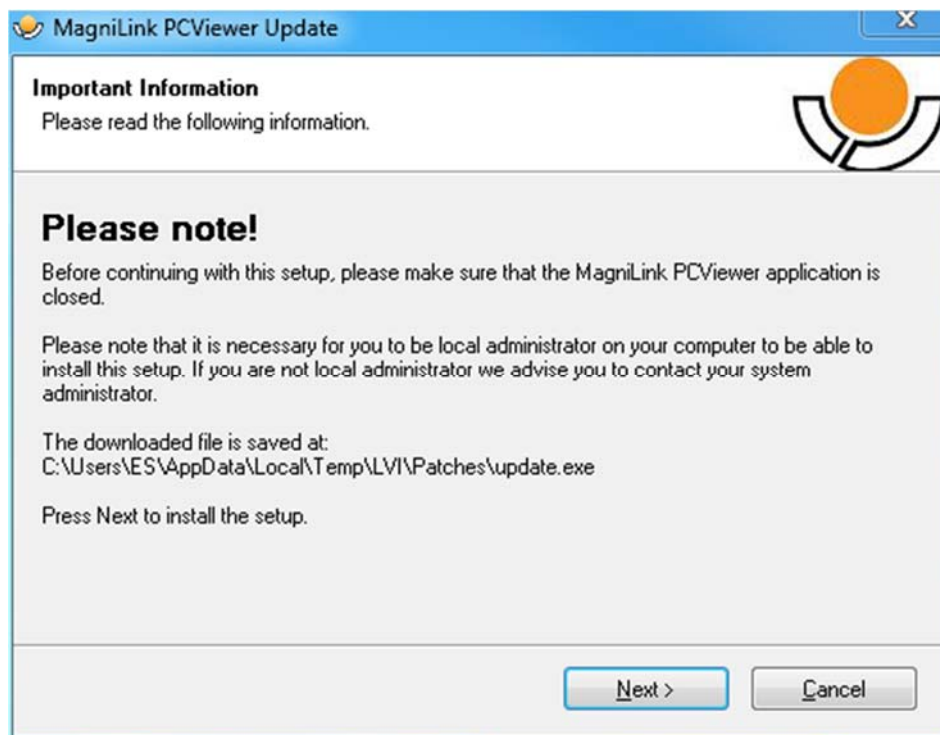 MagniLink PCViewer Update
X
Important Information
Please read the following information.
Please note!
Before continuing with this setup, please make sure that the MagniLink PCViewer application is
closed.
Please note that it is necessary for you to be local administrator on your computer to be able to
install this setup. If you are not local administrator we advise you to contact your system
administrator.
The downloaded file is saved at:
C:\Users\ES\AppData\Local\Temp\LVI\Patches\update.exe
Press Next to install the setup.
Next >
Cancel